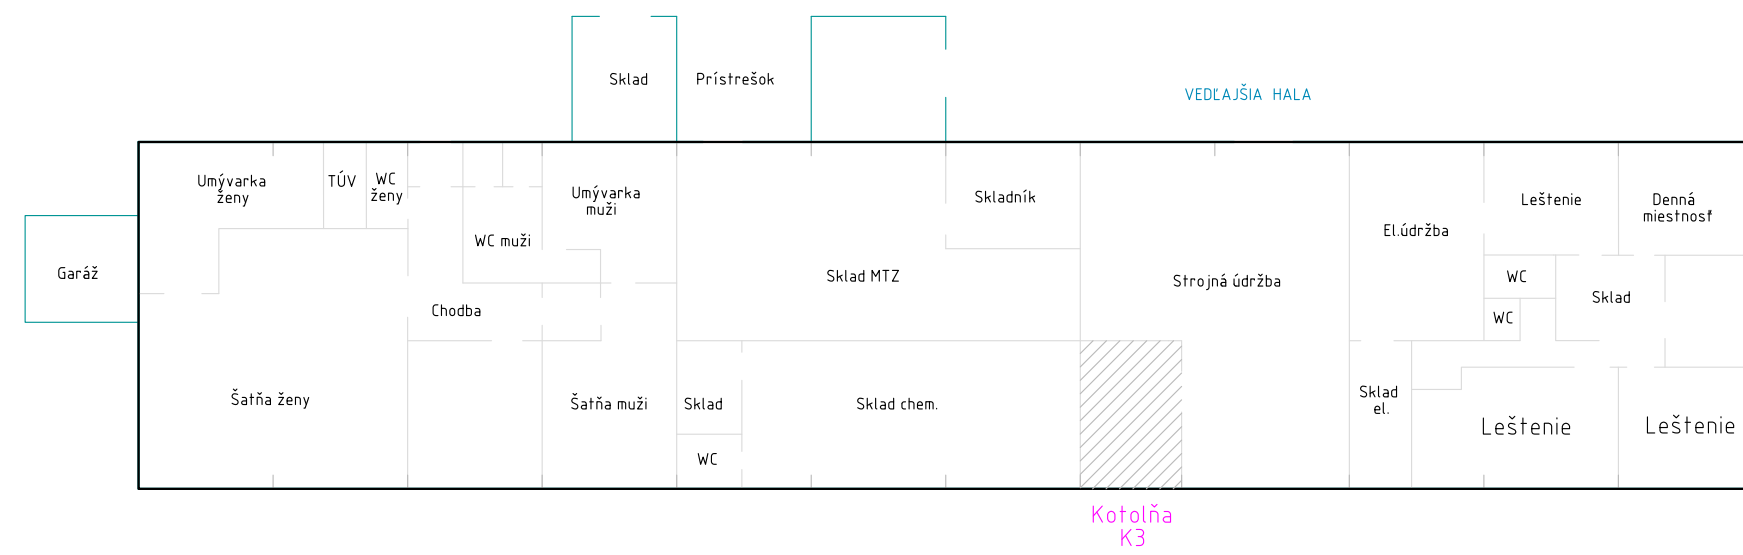 Sklad
Prístrešok
VEDĽAJŠIA HALA
Umývarka
ženy
TÚV
WC
ženy
Umývarka
muži
Skladník
Leštenie
Denná
miestnosť
El.údržba
WC muži
Garáž
Sklad MTZ
Strojná údržba
WC
Sklad
Chodba
WC
Šatňa ženy
Šatňa muži
Sklad
Sklad chem.
Sklad
el.
Leštenie
Leštenie
WC
Kotolňa
K3